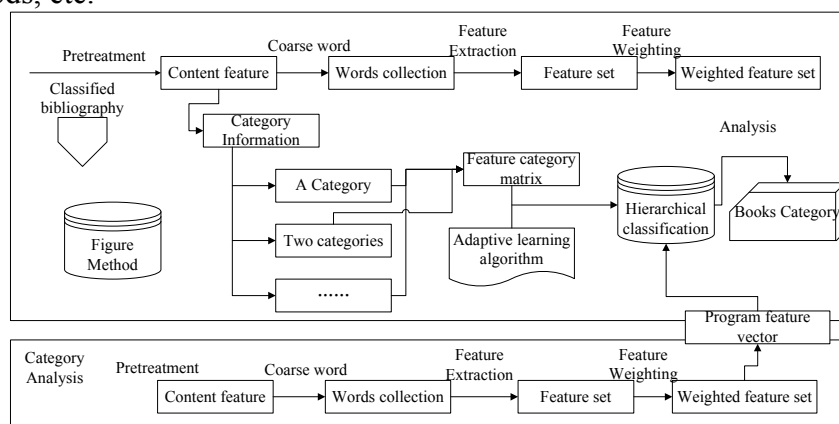 ods, etc.
Pretreatment
Coarse word
Feature
Extraction
Feature
Weighting
Content feature
Words collection
Feature set
Weighted feature set
Classified
bibliography
Category
Information
Analysis
A Category
Feature category
matrix
Two categories
Adaptive learning
algorithm
Hierarchical
classification
Books Category
Figure
Method
......
Program feature
vector
Category
Analysis
Pretreatment
Coarse word
Feature
Extraction
Feature
Weighting
Content feature
Words collection
Feature set
Weighted feature set